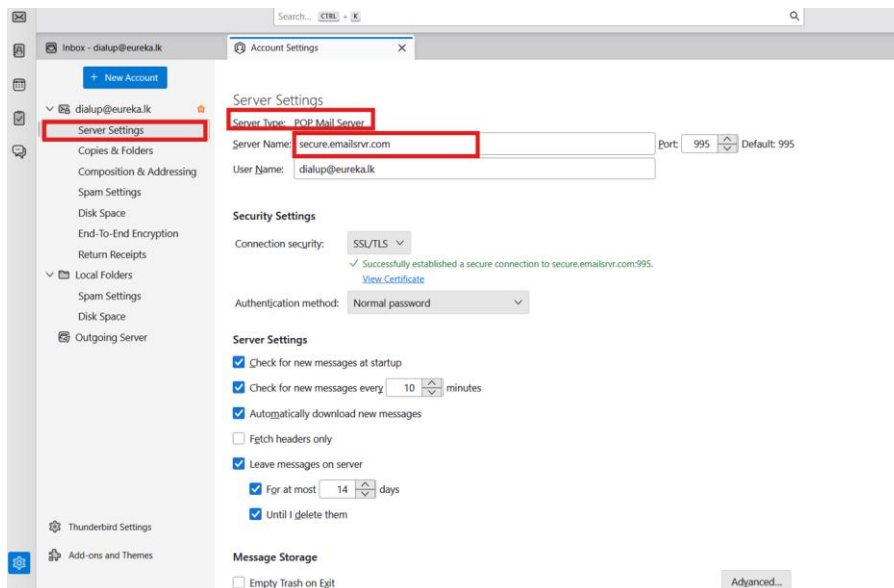 Search... CTRL + K
Inbox - dialup@eureka.lk
Account Settings
+ New Account
dialup@eureka.lk
Server Settings
Copies & Folders
Composition & Addressing
Spam Settings
Disk Space
End-To-End Encryption
Return Receipts
Local Folders
Spam Settings
Disk Space
Outgoing Server
Thunderbird Settings
Add-ons and Themes
Server Settings
Server Type: POP Mail Server
Server Name: secure.emailsrvr.com Port: 995 Default: 995
User Name: dialup@eureka.lk
Security Settings
Connection security: SSL/TLS
Successfully established a secure connection to secure.emailsrvr.com:995.
View Certificate
Authentication method: Normal password
Server Settings
Check for new messages at startup
Check for new messages every 10 minutes
Automatically download new messages
Fetch headers only
Leave messages on server
For at most 14 days
Until I delete them
Message Storage
Empty Trash on Exit
Advanced...